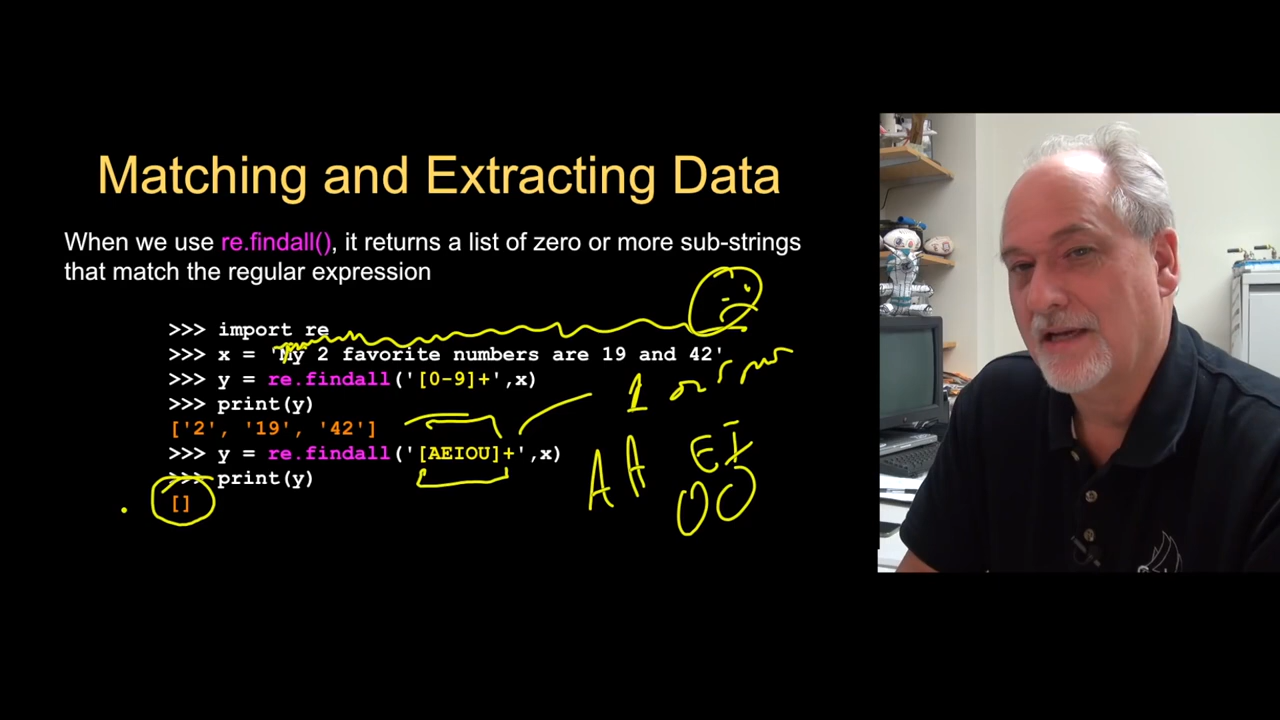 Matching and Extracting Data
When we use re.findall(), it returns a list of zero or more sub-strings
that match the regular expression
>>> import re
>>> x = 'My 2 favorite numbers are 19 and 42'
>>> y = re.findall('[0-9]+',x)
>>> print(y)
['2', '19', '42']
>>> y = re.findall('[AEIOU]+',x)
>>> print(y)
[]
1 or more
AA EI
OO